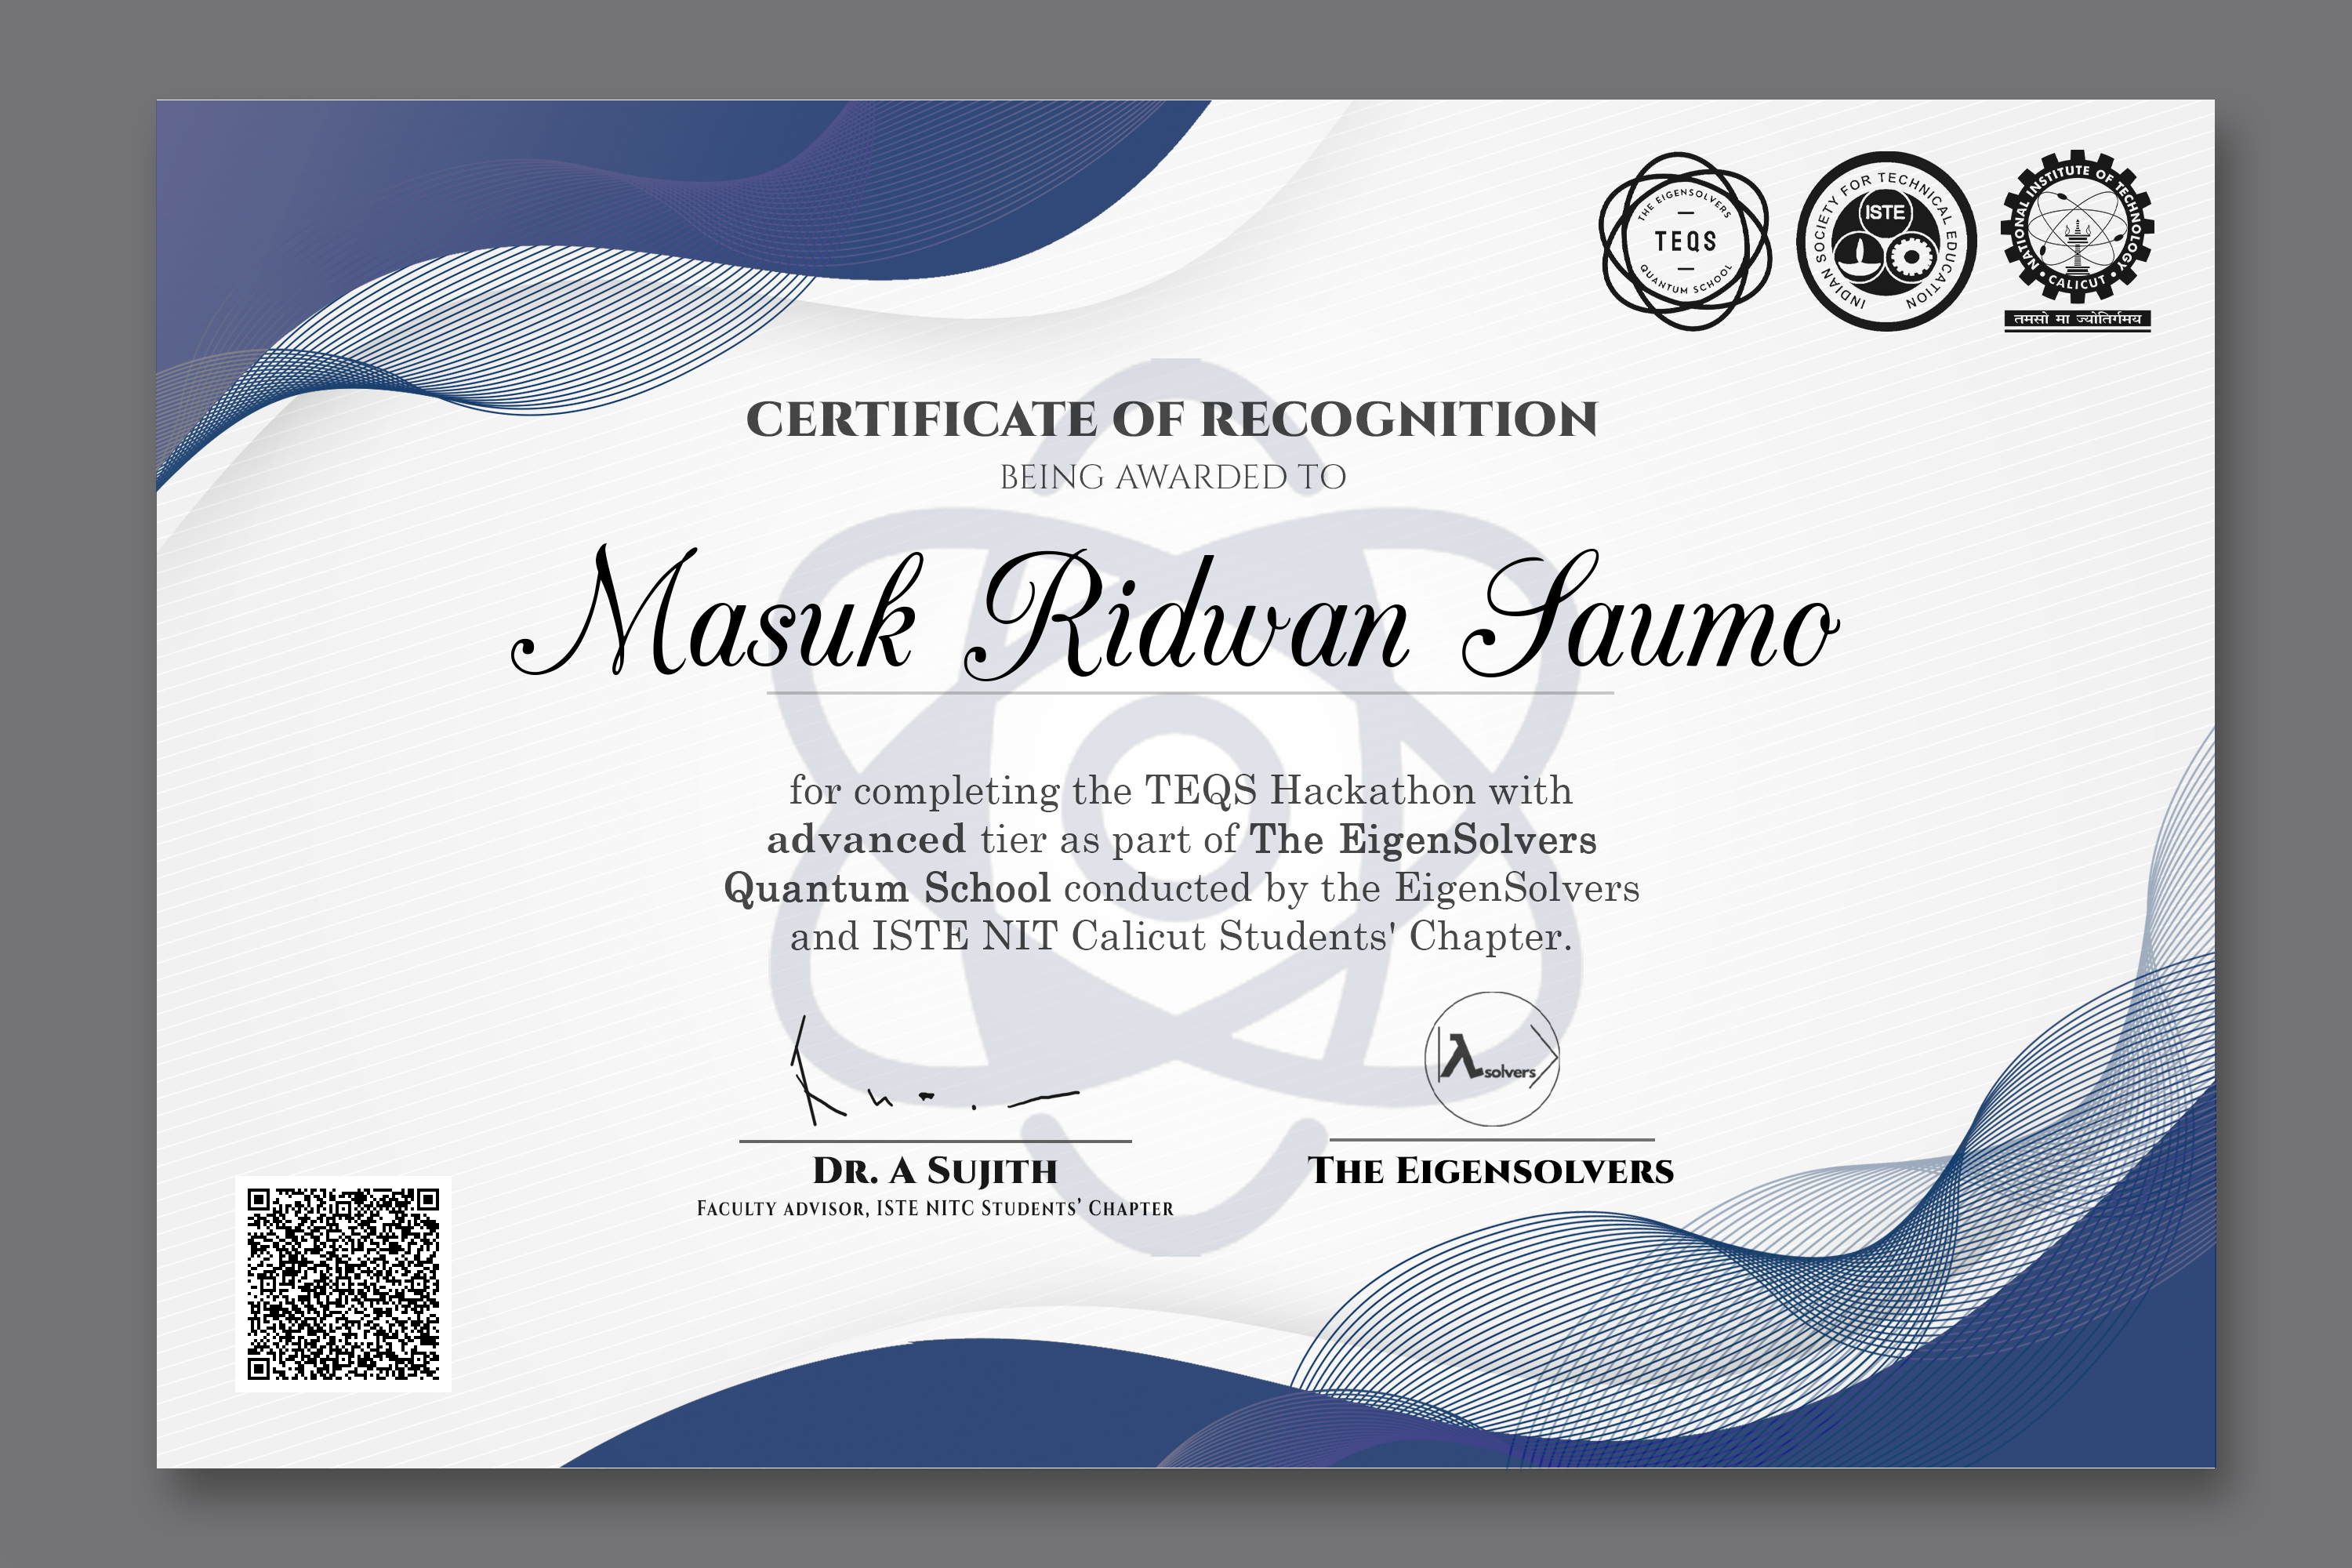 THE EIGENSOLVERS
TEQS
QUANTUM SCHOOL
INDIAN SOCIETY FOR TECHNICAL EDUCATION
ISTE
NATIONAL INSTITUTE OF TECHNOLOGY
• CALICUT •
तमसो मा ज्योतिर्गमय
CERTIFICATE OF RECOGNITION
BEING AWARDED TO
Masuk Ridwan Saumo
for completing the TEQS Hackathon with
advanced tier as part of The EigenSolvers
Quantum School conducted by the EigenSolvers
and ISTE NIT Calicut Students' Chapter.
λ solvers
DR. A SUJITH
FACULTY ADVISOR, ISTE NITC STUDENTS’ CHAPTER
THE EIGENSOLVERS